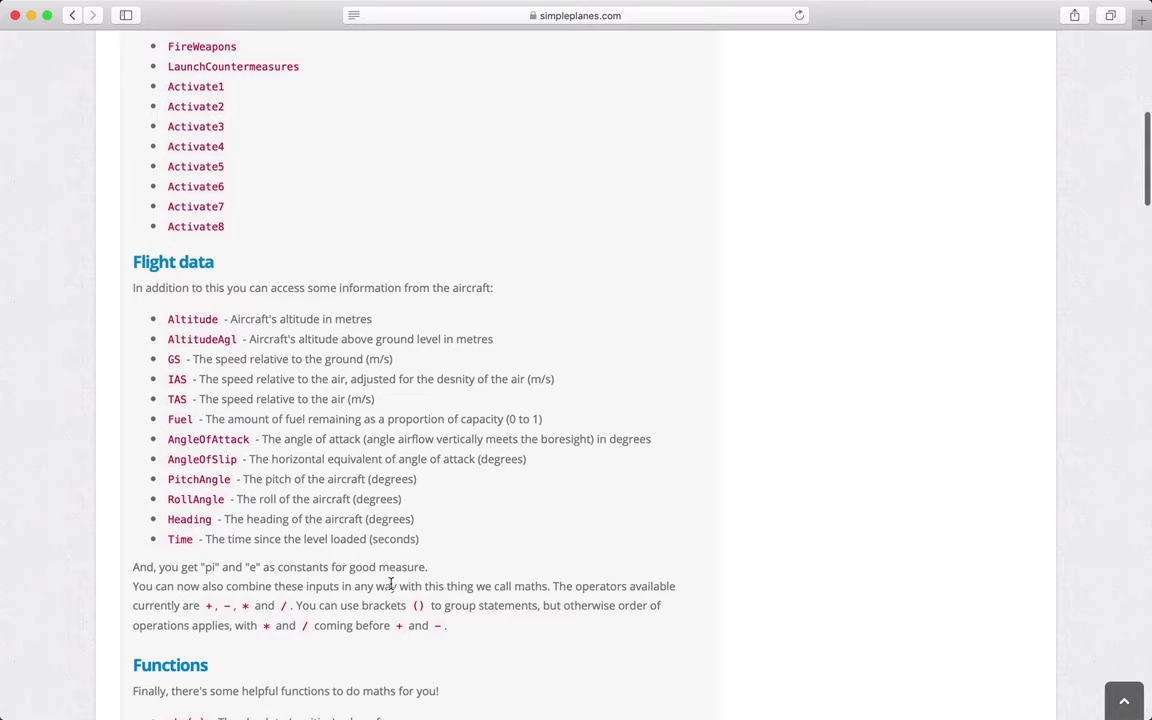 simpleplanes.com
FireWeapons
LaunchCountermeasures
Activate1
Activate2
Activate3
Activate4
Activate5
Activate6
Activate7
Activate8
Flight data
In addition to this you can access some information from the aircraft:
Altitude - Aircraft's altitude in metres
AltitudeAgl - Aircraft's altitude above ground level in metres
GS - The speed relative to the ground (m/s)
IAS - The speed relative to the air, adjusted for the desnity of the air (m/s)
TAS - The speed relative to the air (m/s)
Fuel - The amount of fuel remaining as a proportion of capacity (0 to 1)
AngleOfAttack - The angle of attack (angle airflow vertically meets the boresight) in degrees
AngleOfSlip - The horizontal equivalent of angle of attack (degrees)
PitchAngle - The pitch of the aircraft (degrees)
RollAngle - The roll of the aircraft (degrees)
Heading - The heading of the aircraft (degrees)
Time - The time since the level loaded (seconds)
And, you get "pi" and "e" as constants for good measure.
You can now also combine these inputs in any way with this thing we call maths. The operators available
currently are +, -, * and /. You can use brackets () to group statements, but otherwise order of
operations applies, with * and / coming before + and -.
Functions
Finally, there's some helpful functions to do maths for you!